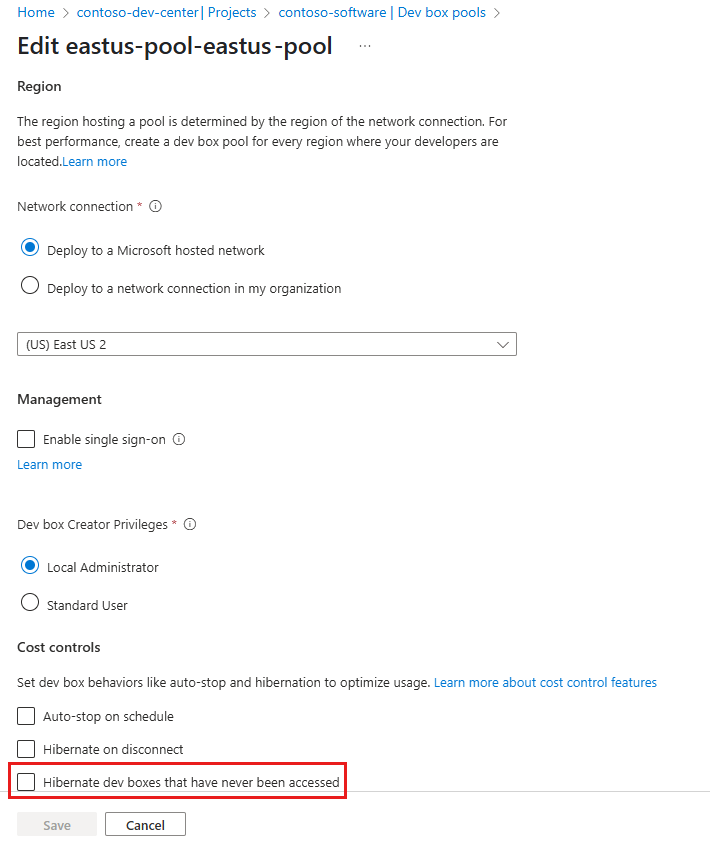 Home > contoso-dev-center | Projects > contoso-software | Dev box pools >
Edit eastus-pool-eastus-pool ...
Region
The region hosting a pool is determined by the region of the network connection. For
best performance, create a dev box pool for every region where your developers are
located.Learn more
Network connection *
Deploy to a Microsoft hosted network
Deploy to a network connection in my organization
(US) East US 2
Management
Enable single sign-on
Learn more
Dev box Creator Privileges *
Local Administrator
Standard User
Cost controls
Set dev box behaviors like auto-stop and hibernation to optimize usage. Learn more about cost control features
Auto-stop on schedule
Hibernate on disconnect
Hibernate dev boxes that have never been accessed
Save Cancel